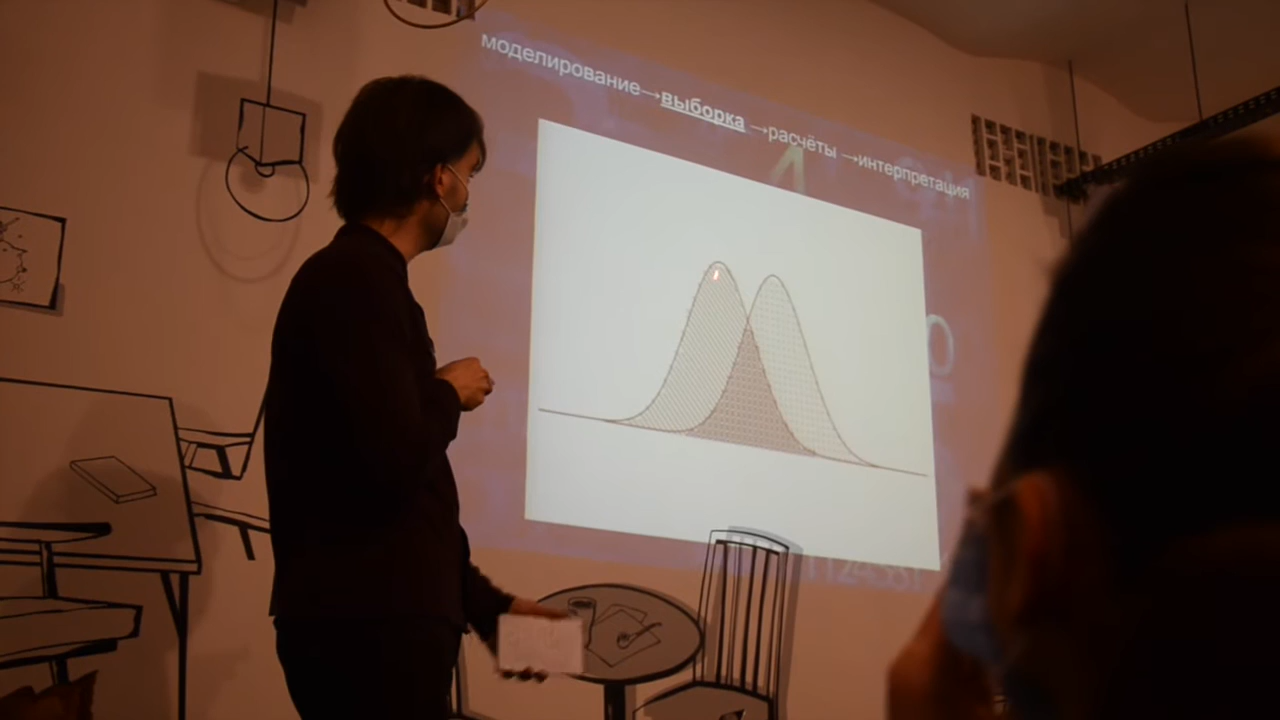 моделирование→выборка →расчёты →интерпретация